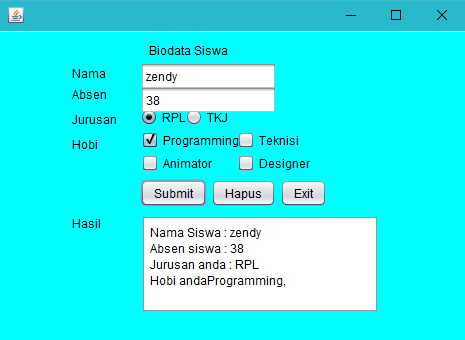 Biodata Siswa
Nama zendy
Absen 38
Jurusan RPL TKJ
Hobi Programming Teknisi
Animator Designer
Submit Hapus Exit
Hasil
Nama Siswa : zendy
Absen siswa : 38
Jurusan anda : RPL
Hobi andaProgramming,